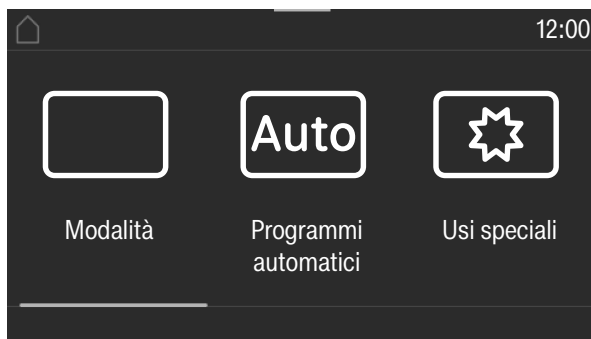 12:00
Auto
Modalità
Programmi
automatici
Usi speciali